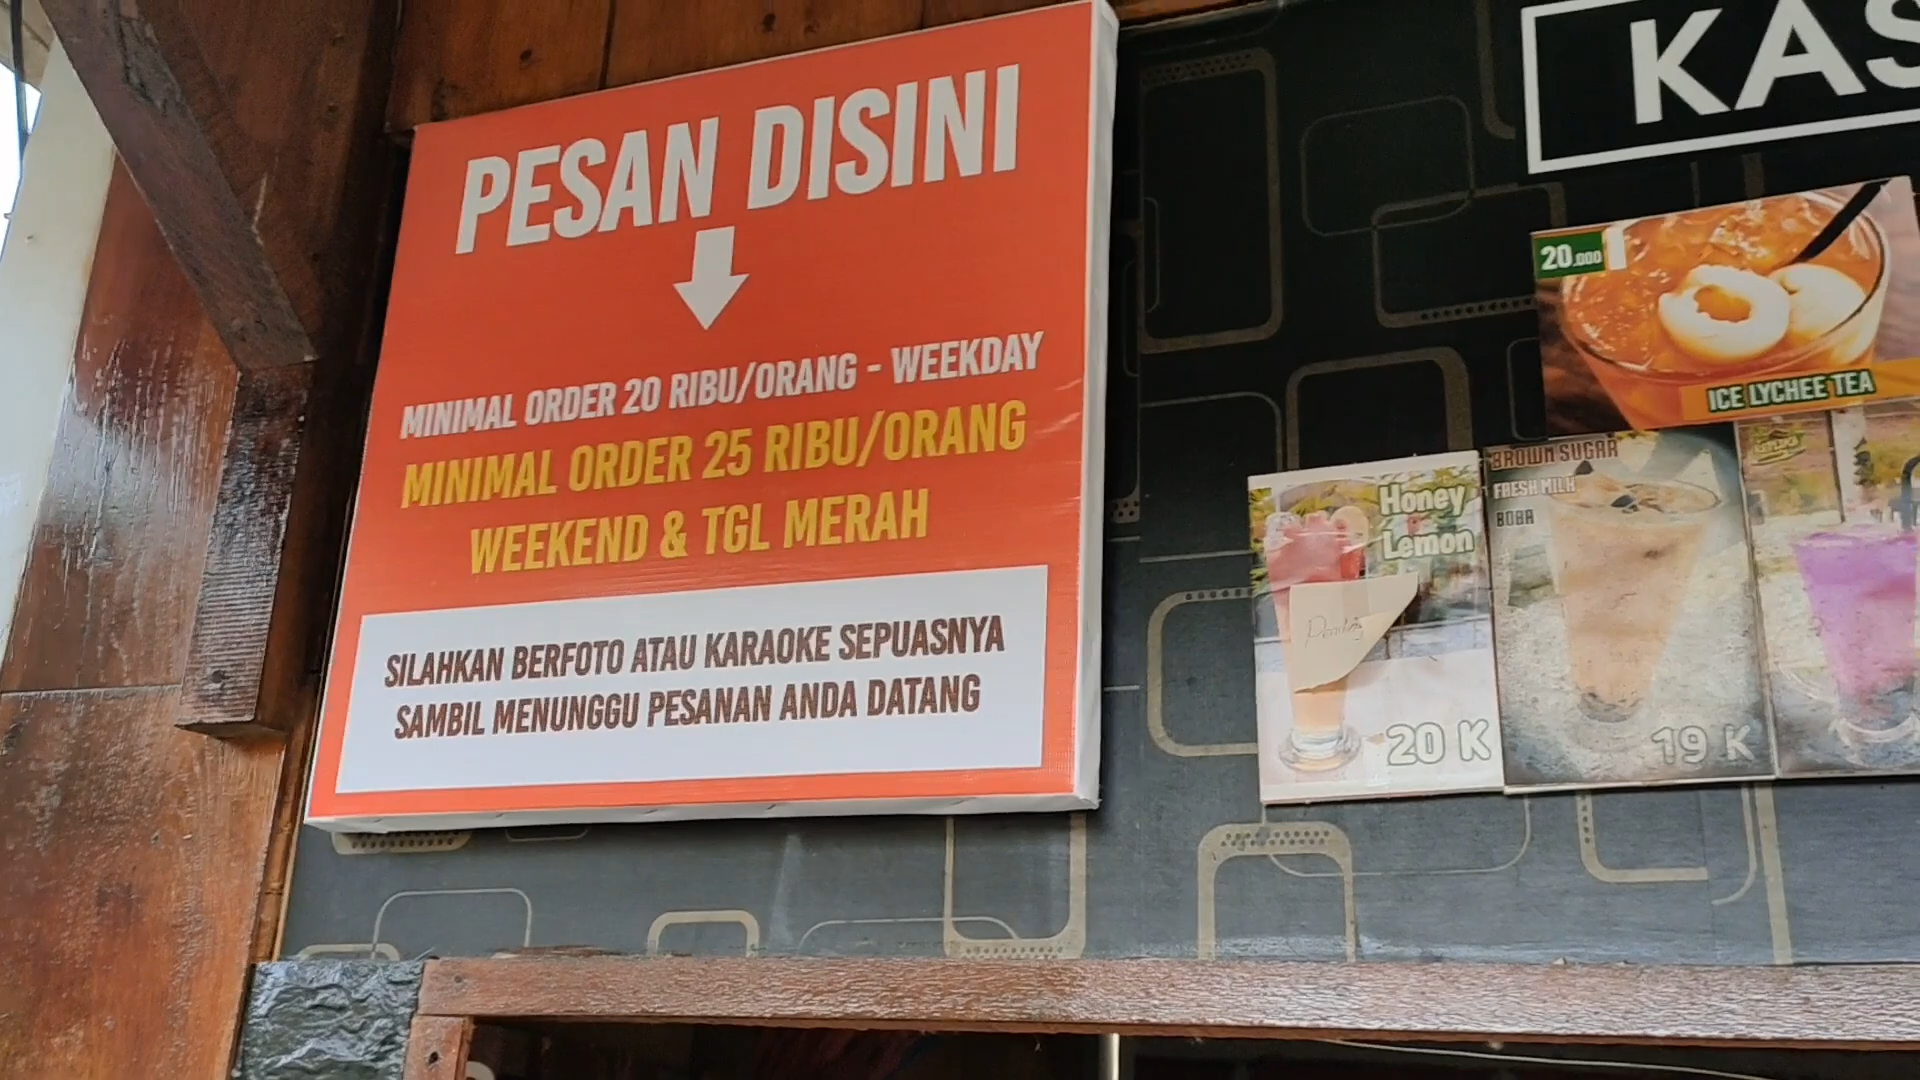 PESAN DISINI
MINIMAL ORDER 20 RIBU/ORANG - WEEKDAY
MINIMAL ORDER 25 RIBU/ORANG
WEEKEND & TGL MERAH
SILAHKAN BERFOTO ATAU KARAOKE SEPUASNYA
SAMBIL MENUNGGU PESANAN ANDA DATANG
KAS
20.000
ICE LYCHEE TEA
Honey
Lemon
20 K
BROWN SUGAR
FRESH MILK
BOBA
19 K